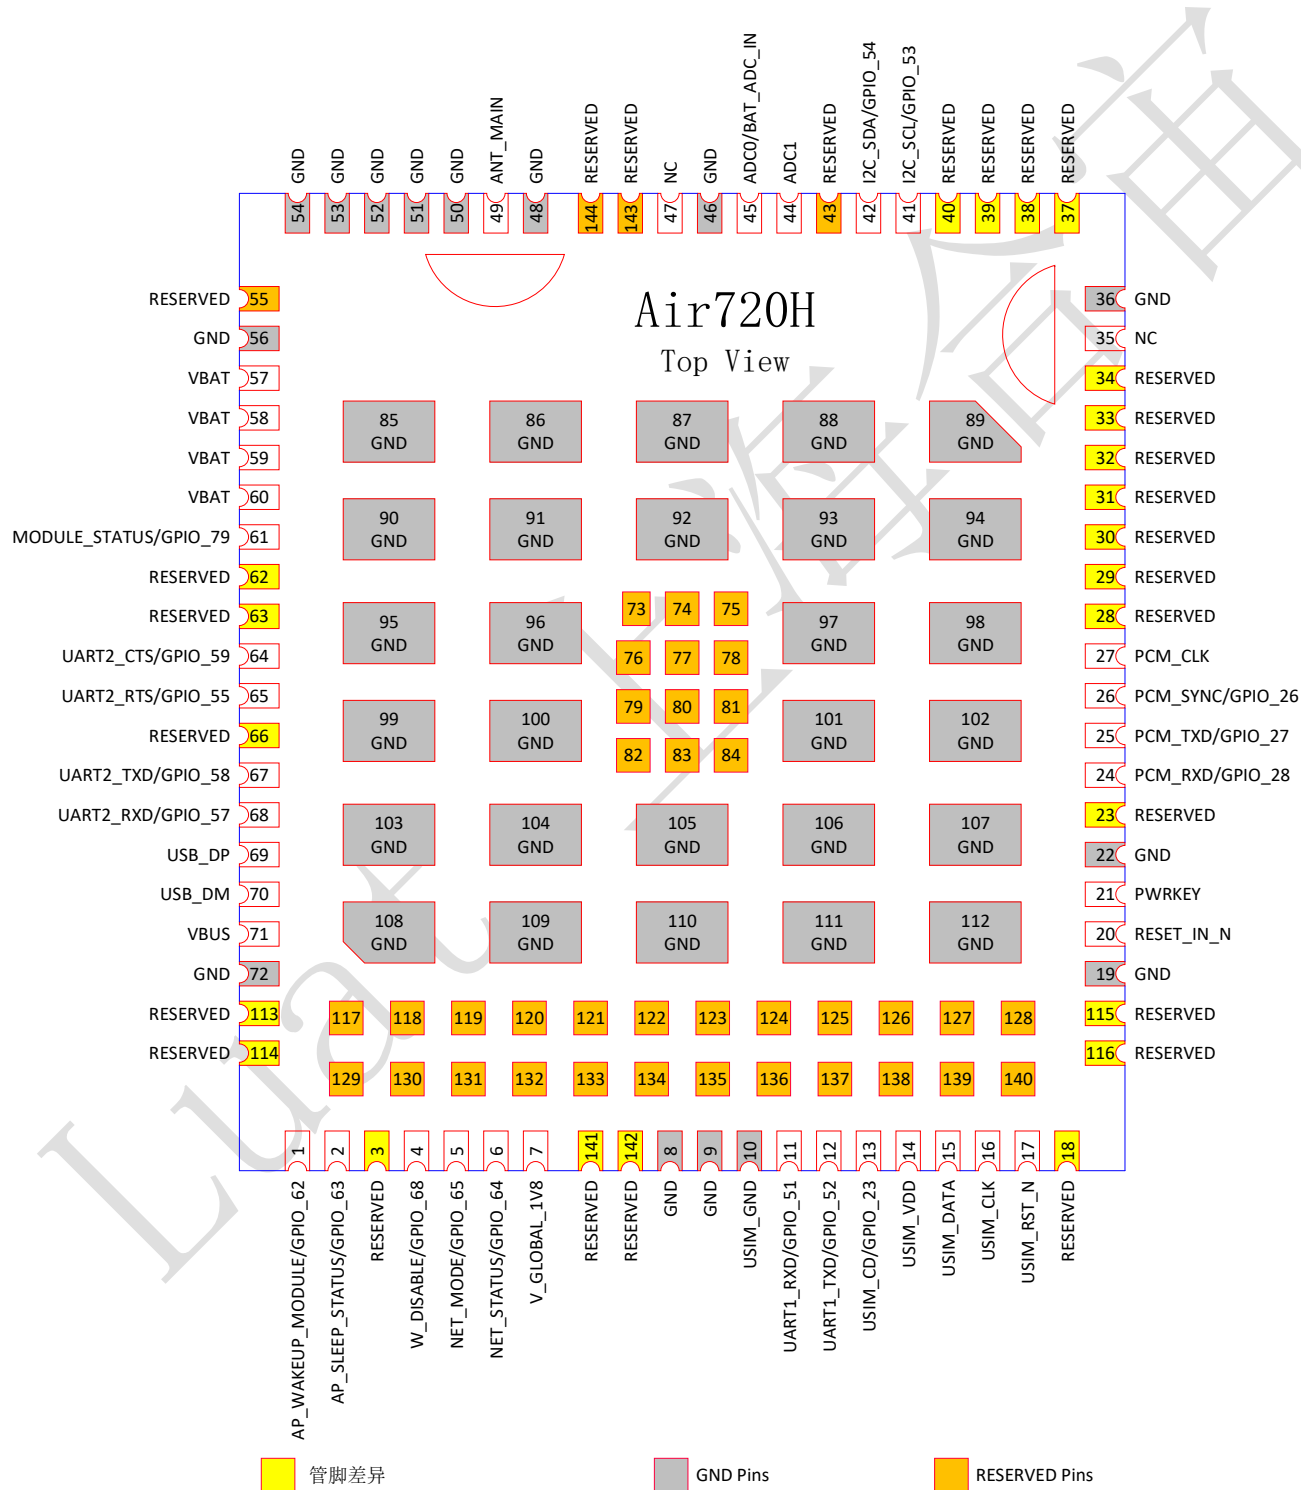 GND
GND
GND
GND
GND
ANT_MAIN
GND
RESERVED
RESERVED
NC
GND
ADC0/BAT_ADC_IN
ADC1
RESERVED
I2C_SDA/GPIO_54
I2C_SCL/GPIO_53
RESERVED
RESERVED
RESERVED
RESERVED
54 53 52 51 50 49 48 144 143 47 46 45 44 43 42 41 40 39 38 37
Air720H
Top View
RESERVED 55
GND 56
VBAT 57
VBAT 58
VBAT 59
VBAT 60
MODULE_STATUS/GPIO_79 61
RESERVED 62
RESERVED 63
UART2_CTS/GPIO_59 64
UART2_RTS/GPIO_55 65
RESERVED 66
UART2_TXD/GPIO_58 67
UART2_RXD/GPIO_57 68
USB_DP 69
USB_DM 70
VBUS 71
GND 72
RESERVED 113
RESERVED 114
36 GND
35 NC
34 RESERVED
33 RESERVED
32 RESERVED
31 RESERVED
30 RESERVED
29 RESERVED
28 RESERVED
27 PCM_CLK
26 PCM_SYNC/GPIO_26
25 PCM_TXD/GPIO_27
24 PCM_RXD/GPIO_28
23 RESERVED
22 GND
21 PWRKEY
20 RESET_IN_N
19 GND
115 RESERVED
116 RESERVED
85 86 87 88 89
GND GND GND GND GND
90 91 92 93 94
GND GND GND GND GND
73 74 75
95 96 97 98
GND GND GND GND
76 77 78
79 80 81
99 100 101 102
GND GND GND GND
82 83 84
103 104 105 106 107
GND GND GND GND GND
108 109 110 111 112
GND GND GND GND GND
117 118 119 120 121 122 123 124 125 126 127 128
129 130 131 132 133 134 135 136 137 138 139 140
1 2 3 4 5 6 7 141 142 8 9 10 11 12 13 14 15 16 17 18
AP_WAKEUP_MODULE/GPIO_62
AP_SLEEP_STATUS/GPIO_63
RESERVED
W_DISABLE/GPIO_68
NET_MODE/GPIO_65
NET_STATUS/GPIO_64
V_GLOBAL_1V8
RESERVED
RESERVED
GND
GND
USIM_GND
UART1_RXD/GPIO_51
UART1_TXD/GPIO_52
USIM_CD/GPIO_23
USIM_VDD
USIM_DATA
USIM_CLK
USIM_RST_N
RESERVED
管脚差异
GND Pins
RESERVED Pins
Luat 上海合宙